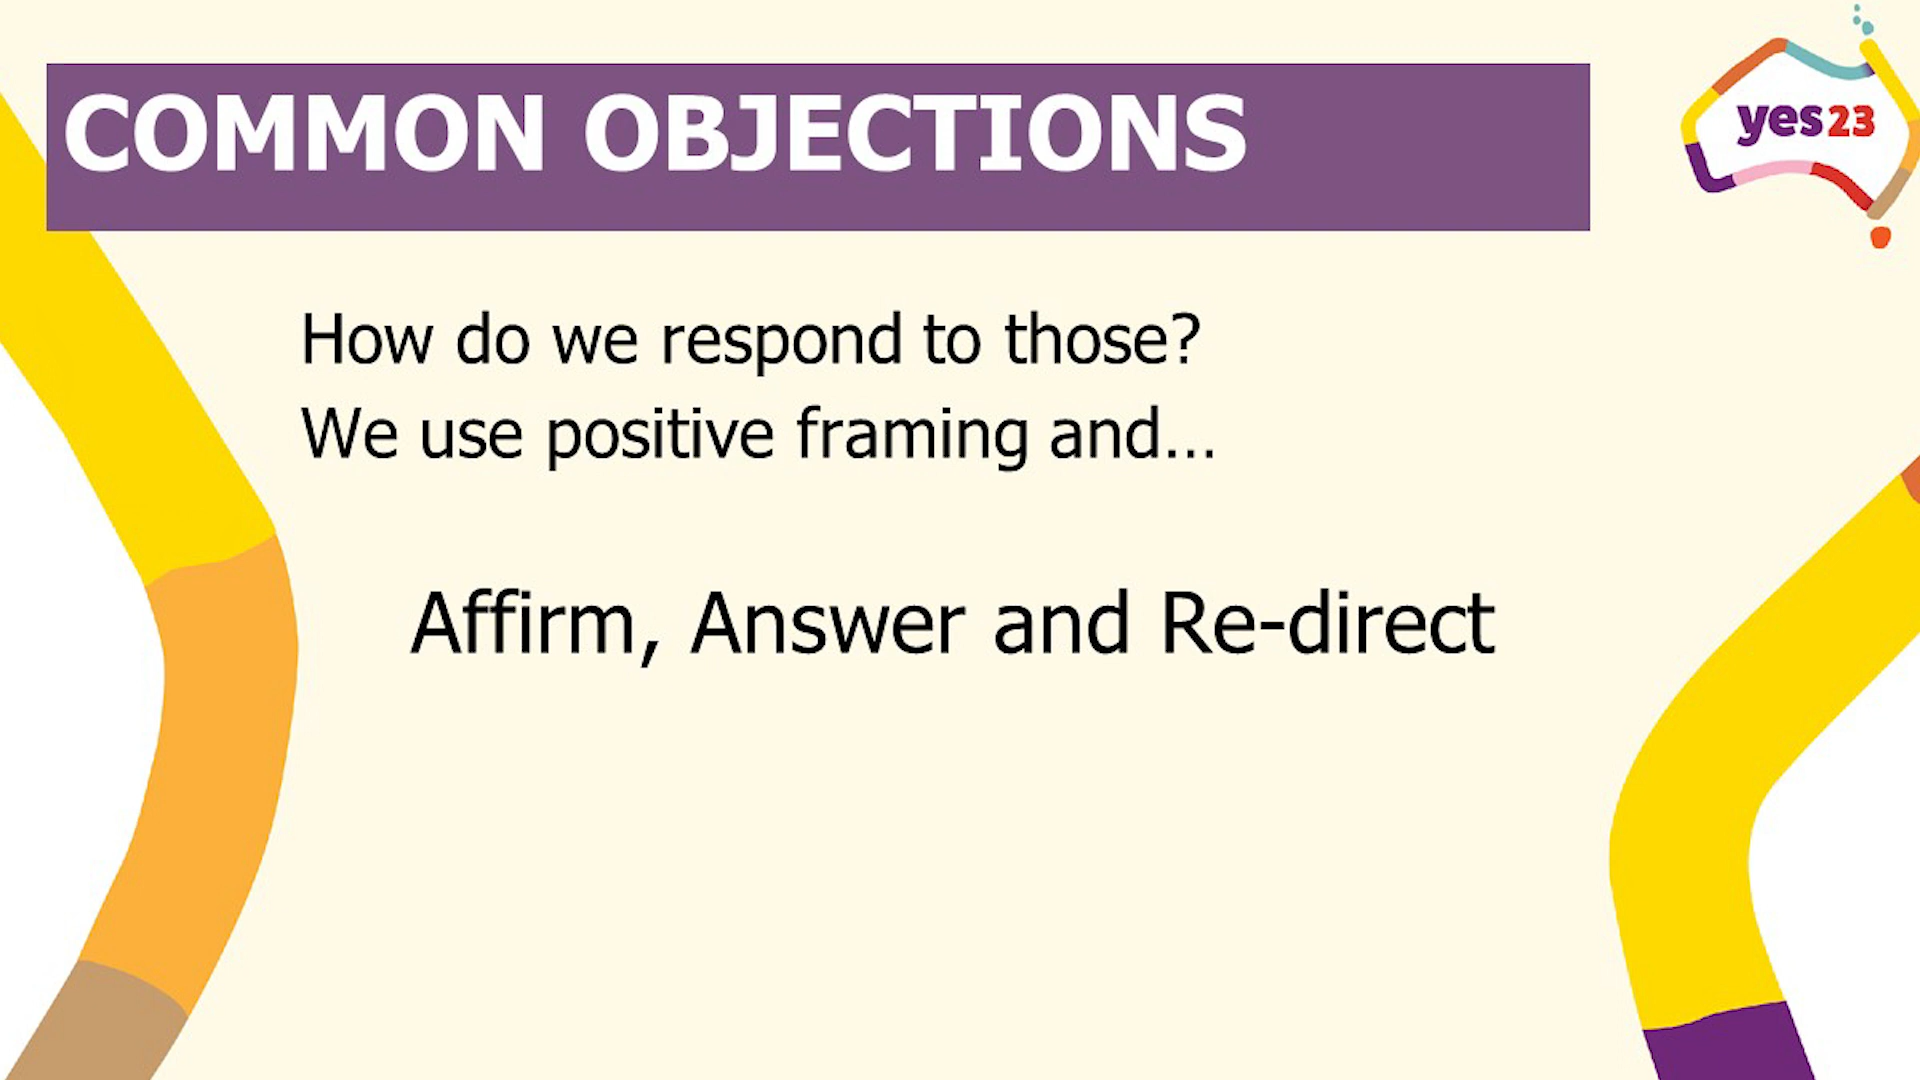 COMMON OBJECTIONS
yes23
How do we respond to those?
We use positive framing and...
Affirm, Answer and Re-direct